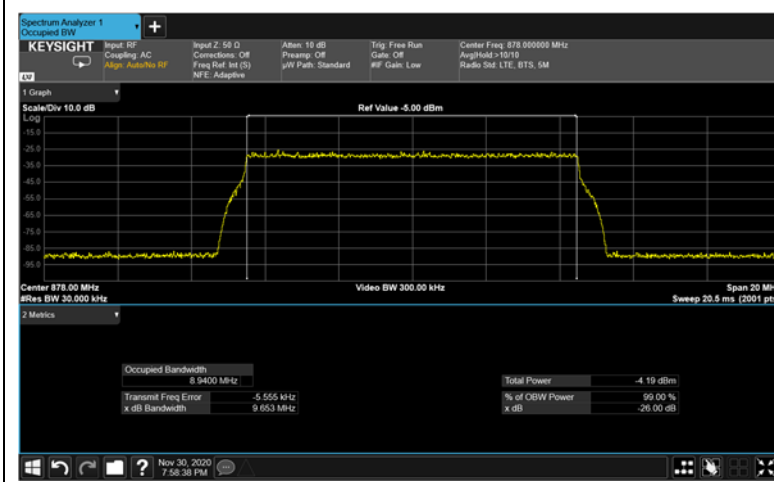 Spectrum Analyzer 1
Occupied BW
KEYSIGHT
Input: RF
Coupling: AC
Align: Auto/No RF
Input Z: 50 Ω
Corrections: Off
Freq Ref: Int (S)
NFE: Adaptive
Atten: 10 dB
Preamp: Off
µW Path: Standard
Trig: Free Run
Gate: Off
#IF Gain: Low
Center Freq: 878.000000 MHz
Avg|Hold:>10/10
Radio Std: LTE, BTS, 5M
1 Graph
Scale/Div 10.0 dB
Ref Value -5.00 dBm
Log
-15.0
-25.0
-35.0
-45.0
-55.0
-65.0
-75.0
-85.0
-95.0
Center 878.00 MHz
Video BW 300.00 kHz
Span 20 MH
#Res BW 30.000 kHz
Sweep 20.5 ms (2001 pts
2 Metrics
Occupied Bandwidth
8.9400 MHz
Total Power -4.19 dBm
Transmit Freq Error -5.555 kHz
% of OBW Power 99.00 %
x dB Bandwidth 9.653 MHz
x dB -26.00 dB
?
Nov 30, 2020
7:58:38 PM